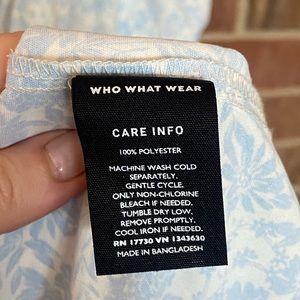 WHO WHAT WEAR
CARE INFO
100% POLYESTER
MACHINE WASH COLD
SEPARATELY.
GENTLE CYCLE.
ONLY NON-CHLORINE
BLEACH IF NEEDED.
TUMBLE DRY LOW.
REMOVE PROMPTLY.
COOL IRON IF NEEDED.
RN 17730 VN 1343630
MADE IN BANGLADESH